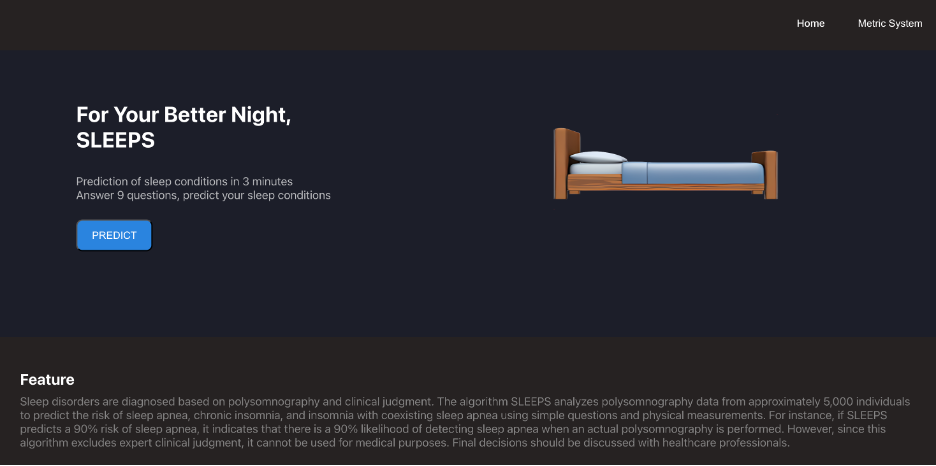 Home Metric System
For Your Better Night,
SLEEPS
Prediction of sleep conditions in 3 minutes
Answer 9 questions, predict your sleep conditions
PREDICT
Feature
Sleep disorders are diagnosed based on polysomnography and clinical judgment. The algorithm SLEEPS analyzes polysomnography data from approximately 5,000 individuals
to predict the risk of sleep apnea, chronic insomnia, and insomnia with coexisting sleep apnea using simple questions and physical measurements. For instance, if SLEEPS
predicts a 90% risk of sleep apnea, it indicates that there is a 90% likelihood of detecting sleep apnea when an actual polysomnography is performed. However, since this
algorithm excludes expert clinical judgment, it cannot be used for medical purposes. Final decisions should be discussed with healthcare professionals.